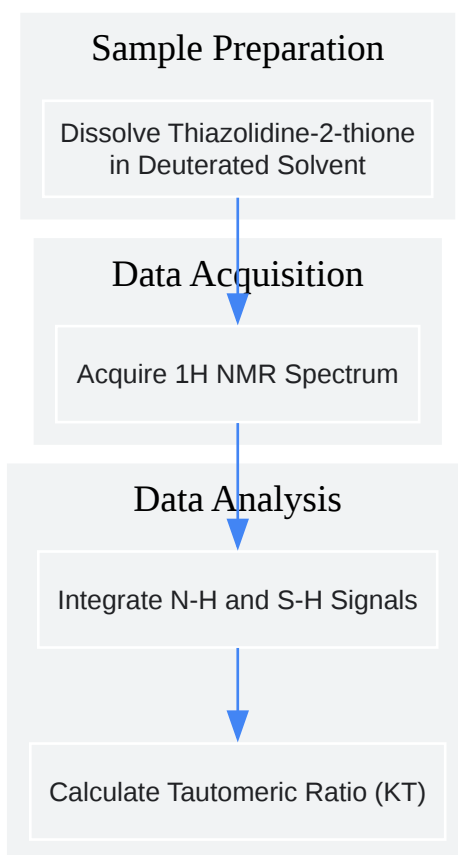 Sample Preparation
Dissolve Thiazolidine-2-thione
in Deuterated Solvent
Data Acquisition
Acquire 1H NMR Spectrum
Data Analysis
Integrate N-H and S-H Signals
Calculate Tautomeric Ratio (KT)